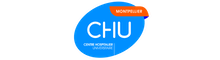 MONTPELLIER
CHU
CENTRE HOSPITALIER
UNIVERSITAIRE